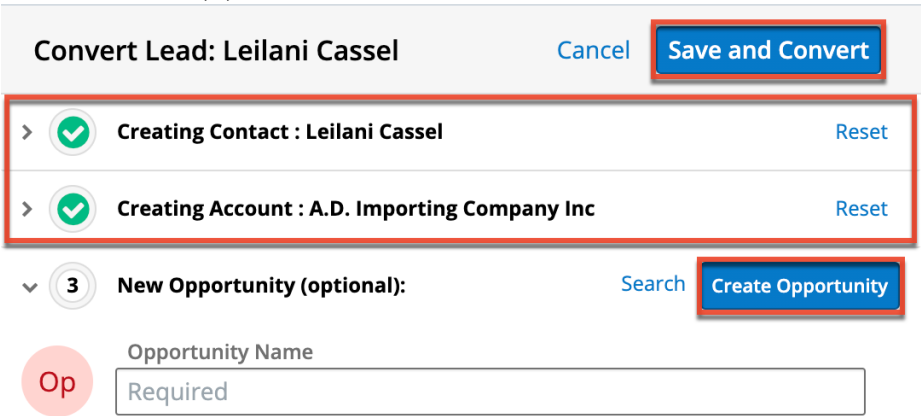 Convert Lead: Leilani Cassel Cancel Save and Convert
Creating Contact : Leilani Cassel Reset
Creating Account : A.D. Importing Company Inc Reset
3 New Opportunity (optional): Search Create Opportunity
Opportunity Name
Op Required